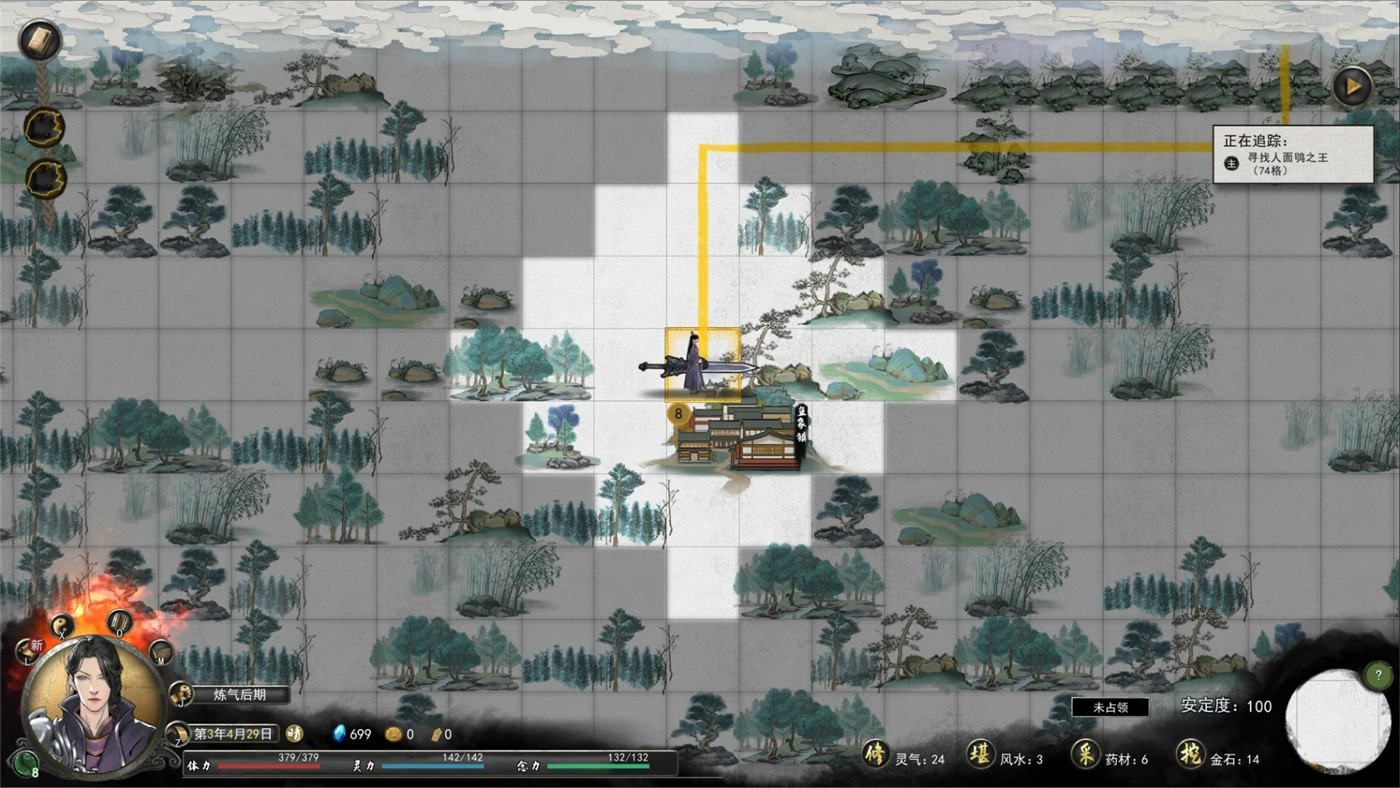 正在追踪：
主 寻找人面鸮之王
（74格）
8
鱼象镇
新
X
O
L
M
炼气后期
Z
第3年4月29日
晴
699
0
0
8
体力
379/379
灵力
142/142
念力
132/132
未占领
安定度：100
?
修 灵气：24
堪 风水：3
采 药材：6
挖 金石：14